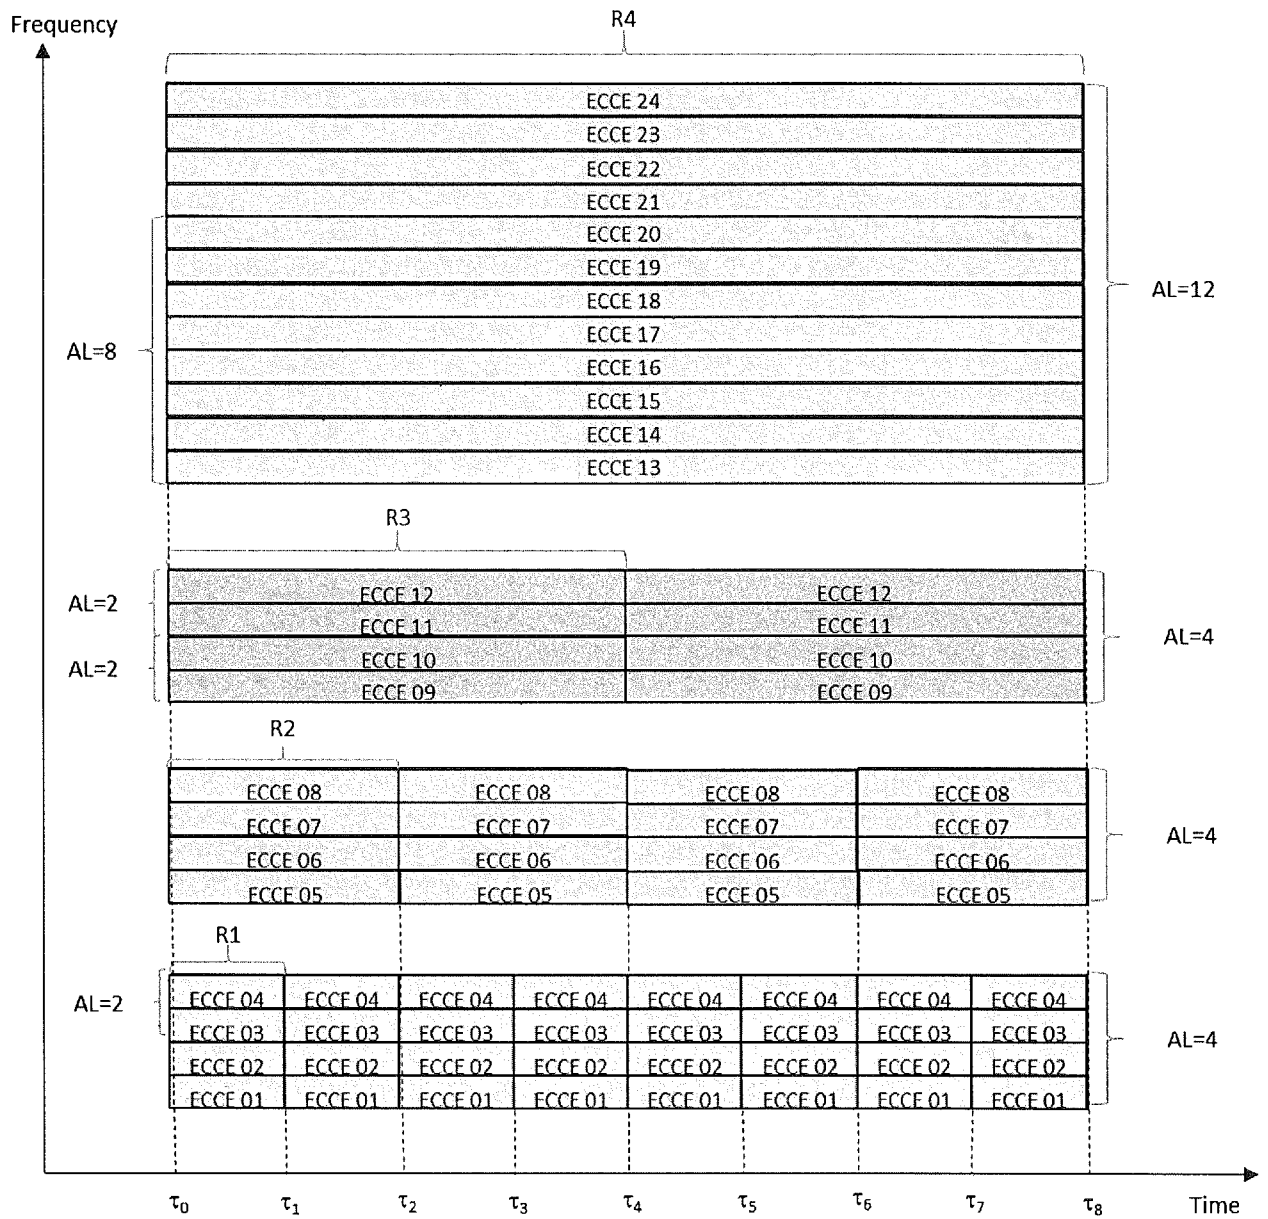 Frequency
R4
ECCE 24
ECCE 23
ECCE 22
ECCE 21
ECCE 20
ECCE 19
ECCE 18
ECCE 17
ECCE 16
ECCE 15
ECCE 14
ECCE 13
AL=8
AL=12
R3
AL=2
AL=2
ECCE 12 ECCE 12
ECCE 11 ECCE 11
ECCE 10 ECCE 10
ECCE 09 ECCE 09
AL=4
R2
ECCE 08 ECCE 08 ECCE 08 ECCE 08
ECCE 07 ECCE 07 ECCE 07 ECCE 07
ECCE 06 ECCE 06 ECCE 06 ECCE 06
ECCE 05 ECCE 05 ECCE 05 ECCE 05
AL=4
R1
AL=2
ECCE 04 ECCE 04 ECCE 04 ECCE 04 ECCE 04 ECCE 04 ECCE 04 ECCE 04
ECCE 03 ECCE 03 ECCE 03 ECCE 03 ECCE 03 ECCE 03 ECCE 03 ECCE 03
ECCE 02 ECCE 02 ECCE 02 ECCE 02 ECCE 02 ECCE 02 ECCE 02 ECCE 02
ECCE 01 ECCE 01 ECCE 01 ECCE 01 ECCE 01 ECCE 01 ECCE 01 ECCE 01
AL=4
τ0 τ1 τ2 τ3 τ4 τ5 τ6 τ7 τ8 Time